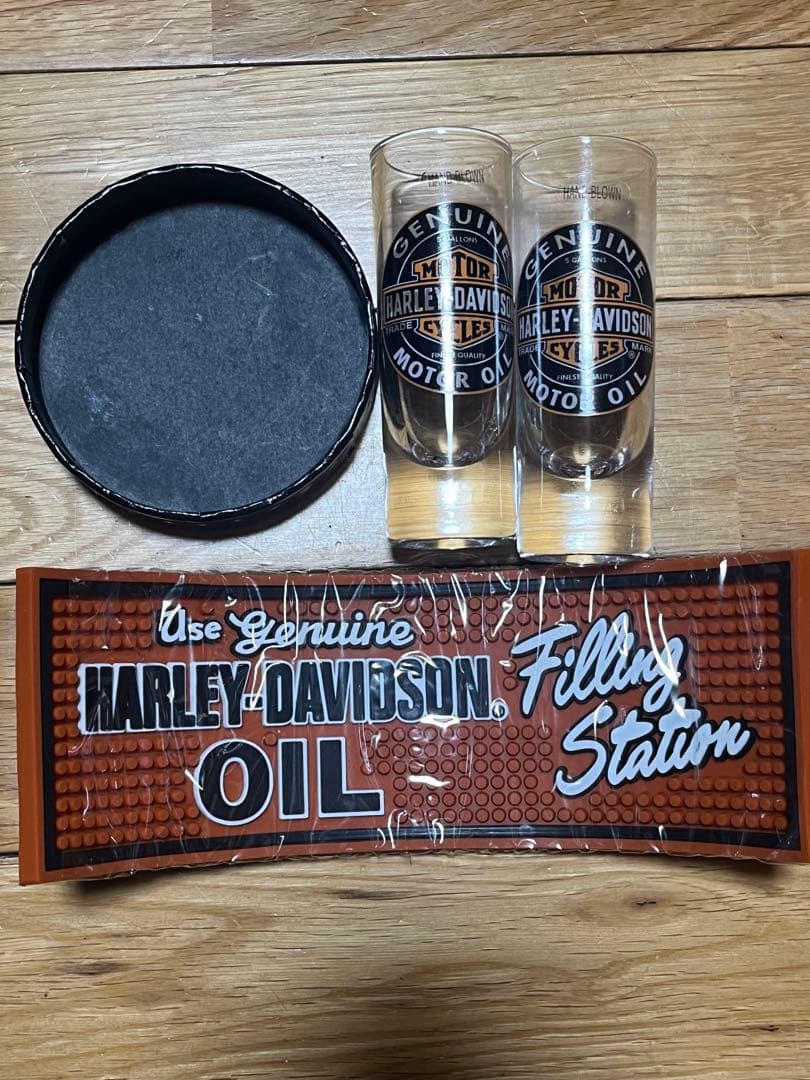 HAND-BLOWN
GENUINE
5 GALLONS
MOTOR
HARLEY-DAVIDSON
TRADE MARK
CYCLES
FINEST QUALITY
MOTOR OIL
HAND-BLOWN
GENUINE
5 GALLONS
MOTOR
HARLEY-DAVIDSON
TRADE MARK
CYCLES ®
FINEST QUALITY
MOTOR OIL
Use Genuine
HARLEY-DAVIDSON®
OIL
Filling
Station